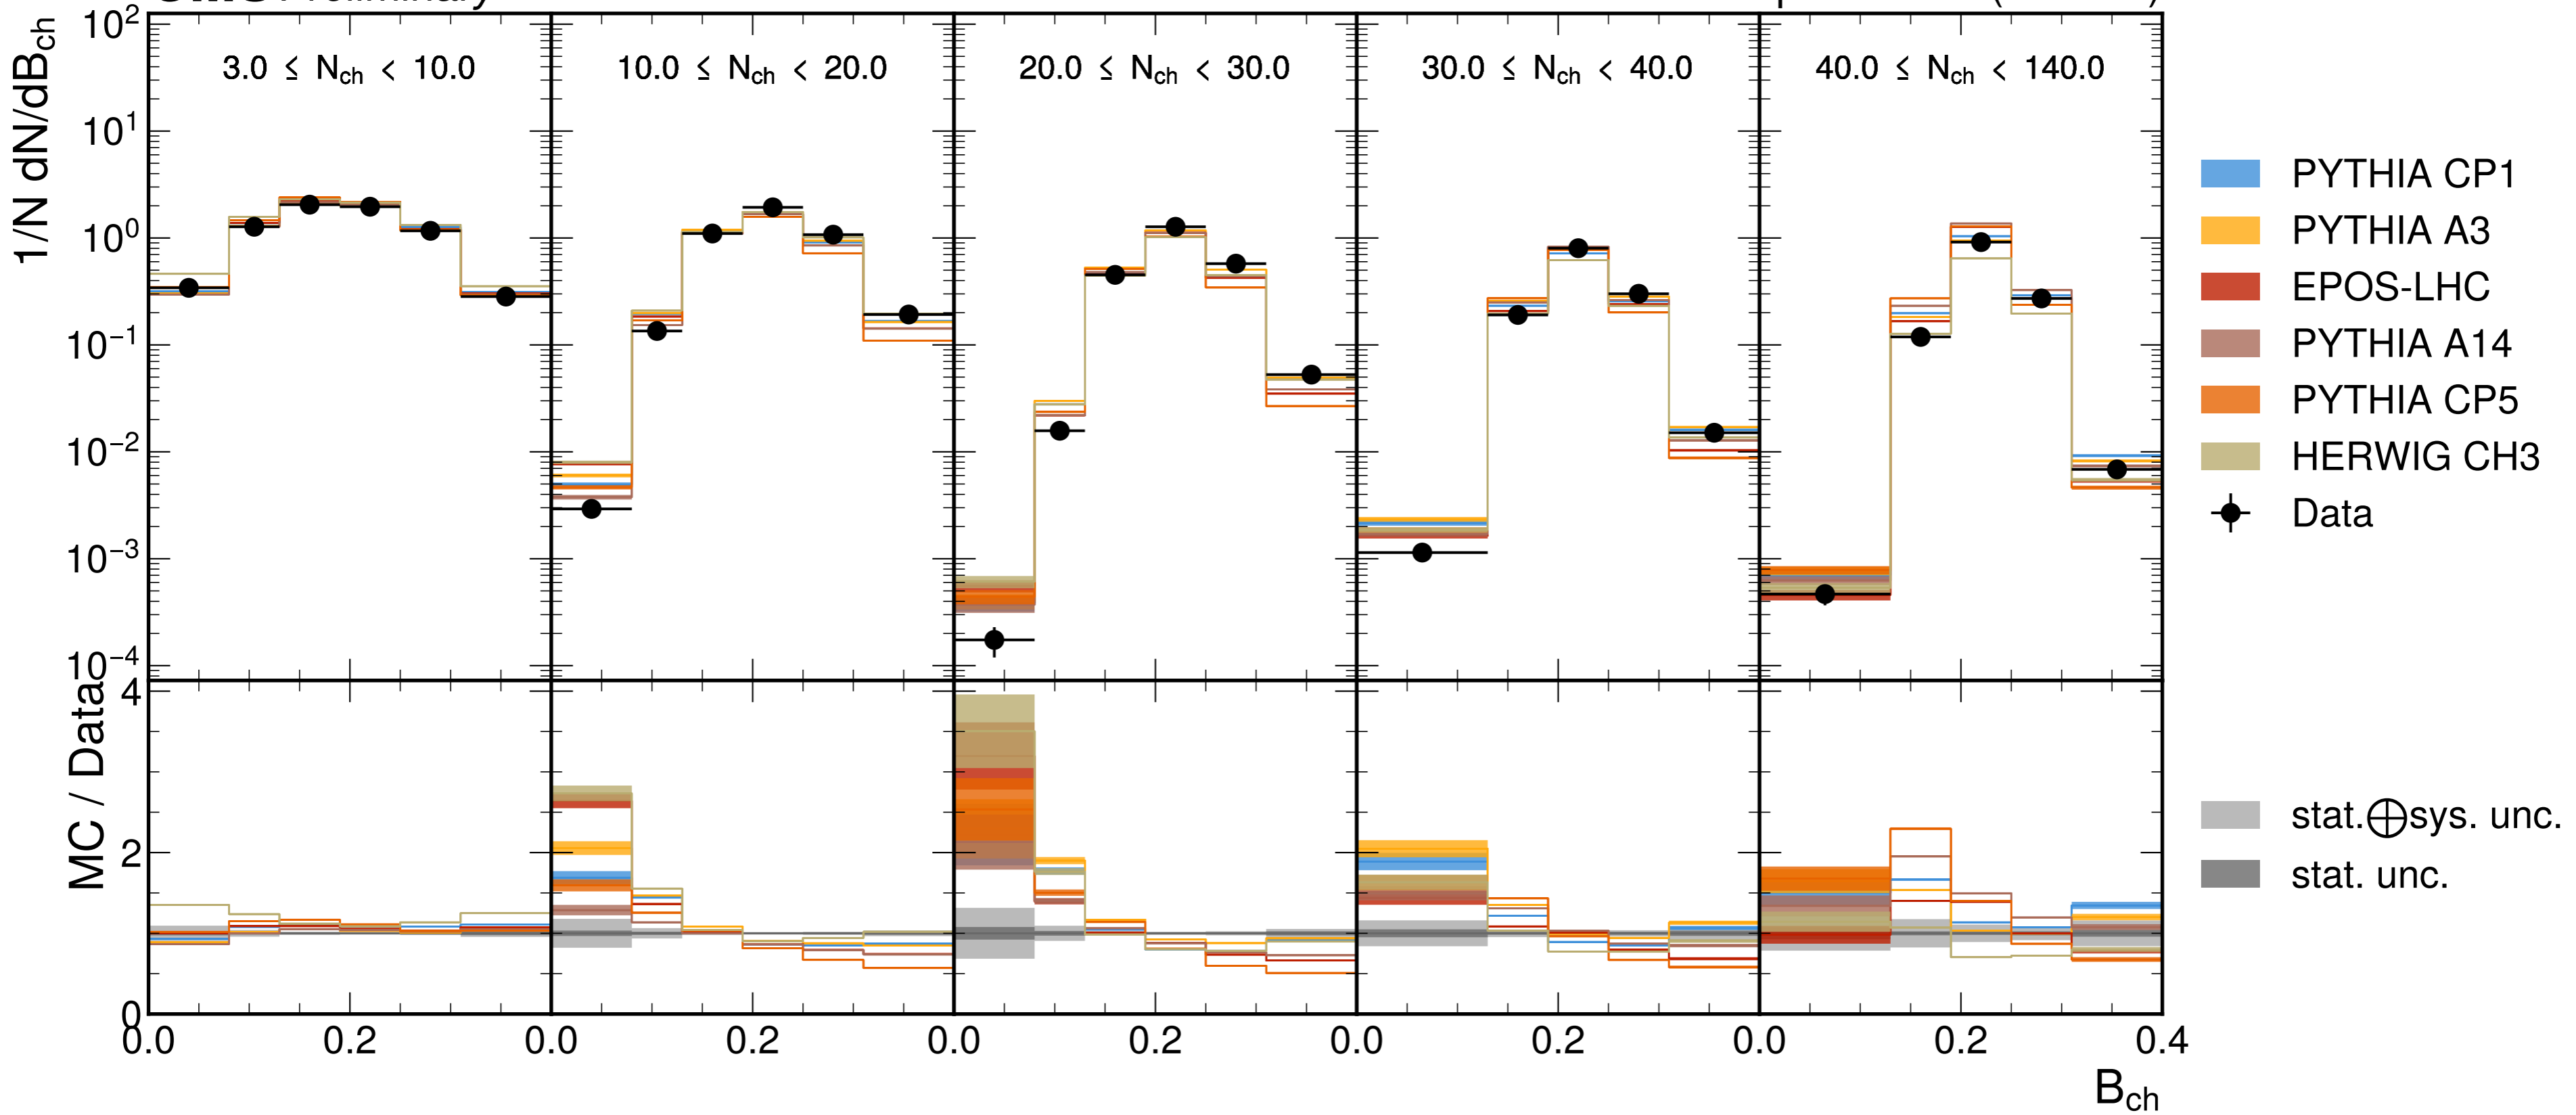 Preliminary
1/N dN/dB_ch
10² 10¹ 10⁰ 10⁻¹ 10⁻² 10⁻³ 10⁻⁴
3.0 ≤ N_ch < 10.0
10.0 ≤ N_ch < 20.0
20.0 ≤ N_ch < 30.0
30.0 ≤ N_ch < 40.0
40.0 ≤ N_ch < 140.0
PYTHIA CP1
PYTHIA A3
EPOS-LHC
PYTHIA A14
PYTHIA CP5
HERWIG CH3
Data
MC / Data
4 2 0
stat.⊕sys. unc.
stat. unc.
0.0 0.2 0.0 0.2 0.0 0.2 0.0 0.2 0.0 0.2 0.4
B_ch